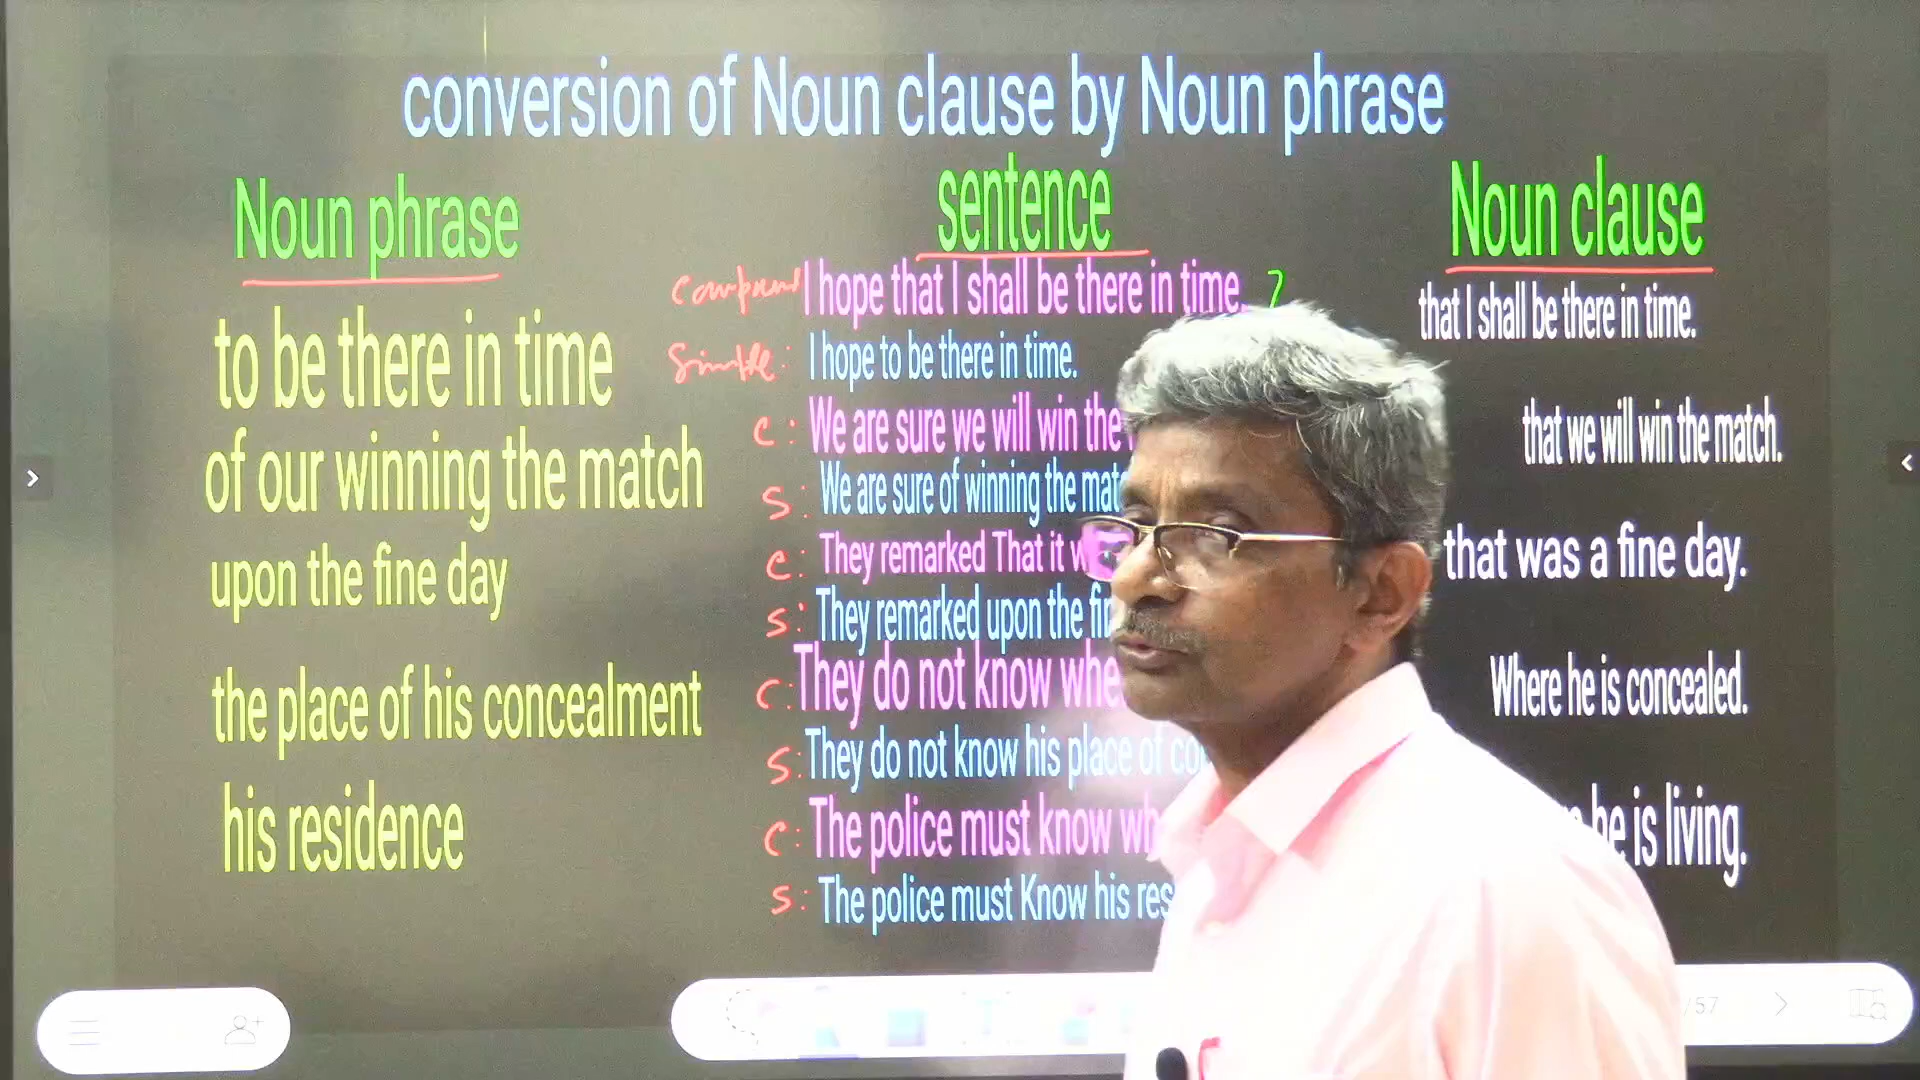 conversion of Noun clause by Noun phrase
Noun phrase
sentence
Noun clause
to be there in time
of our winning the match
upon the fine day
the place of his concealment
his residence
compound I hope that I shall be there in time.
Simple: I hope to be there in time.
c: We are sure we will win the
S: We are sure of winning the
c: They remarked That it
S: They remarked upon the
C: They do not know
S: They do not know his place of
C: The police must know
S: The police must Know his
that I shall be there in time.
that we will win the match.
that was a fine day.
Where he is concealed.
he is living.
/57